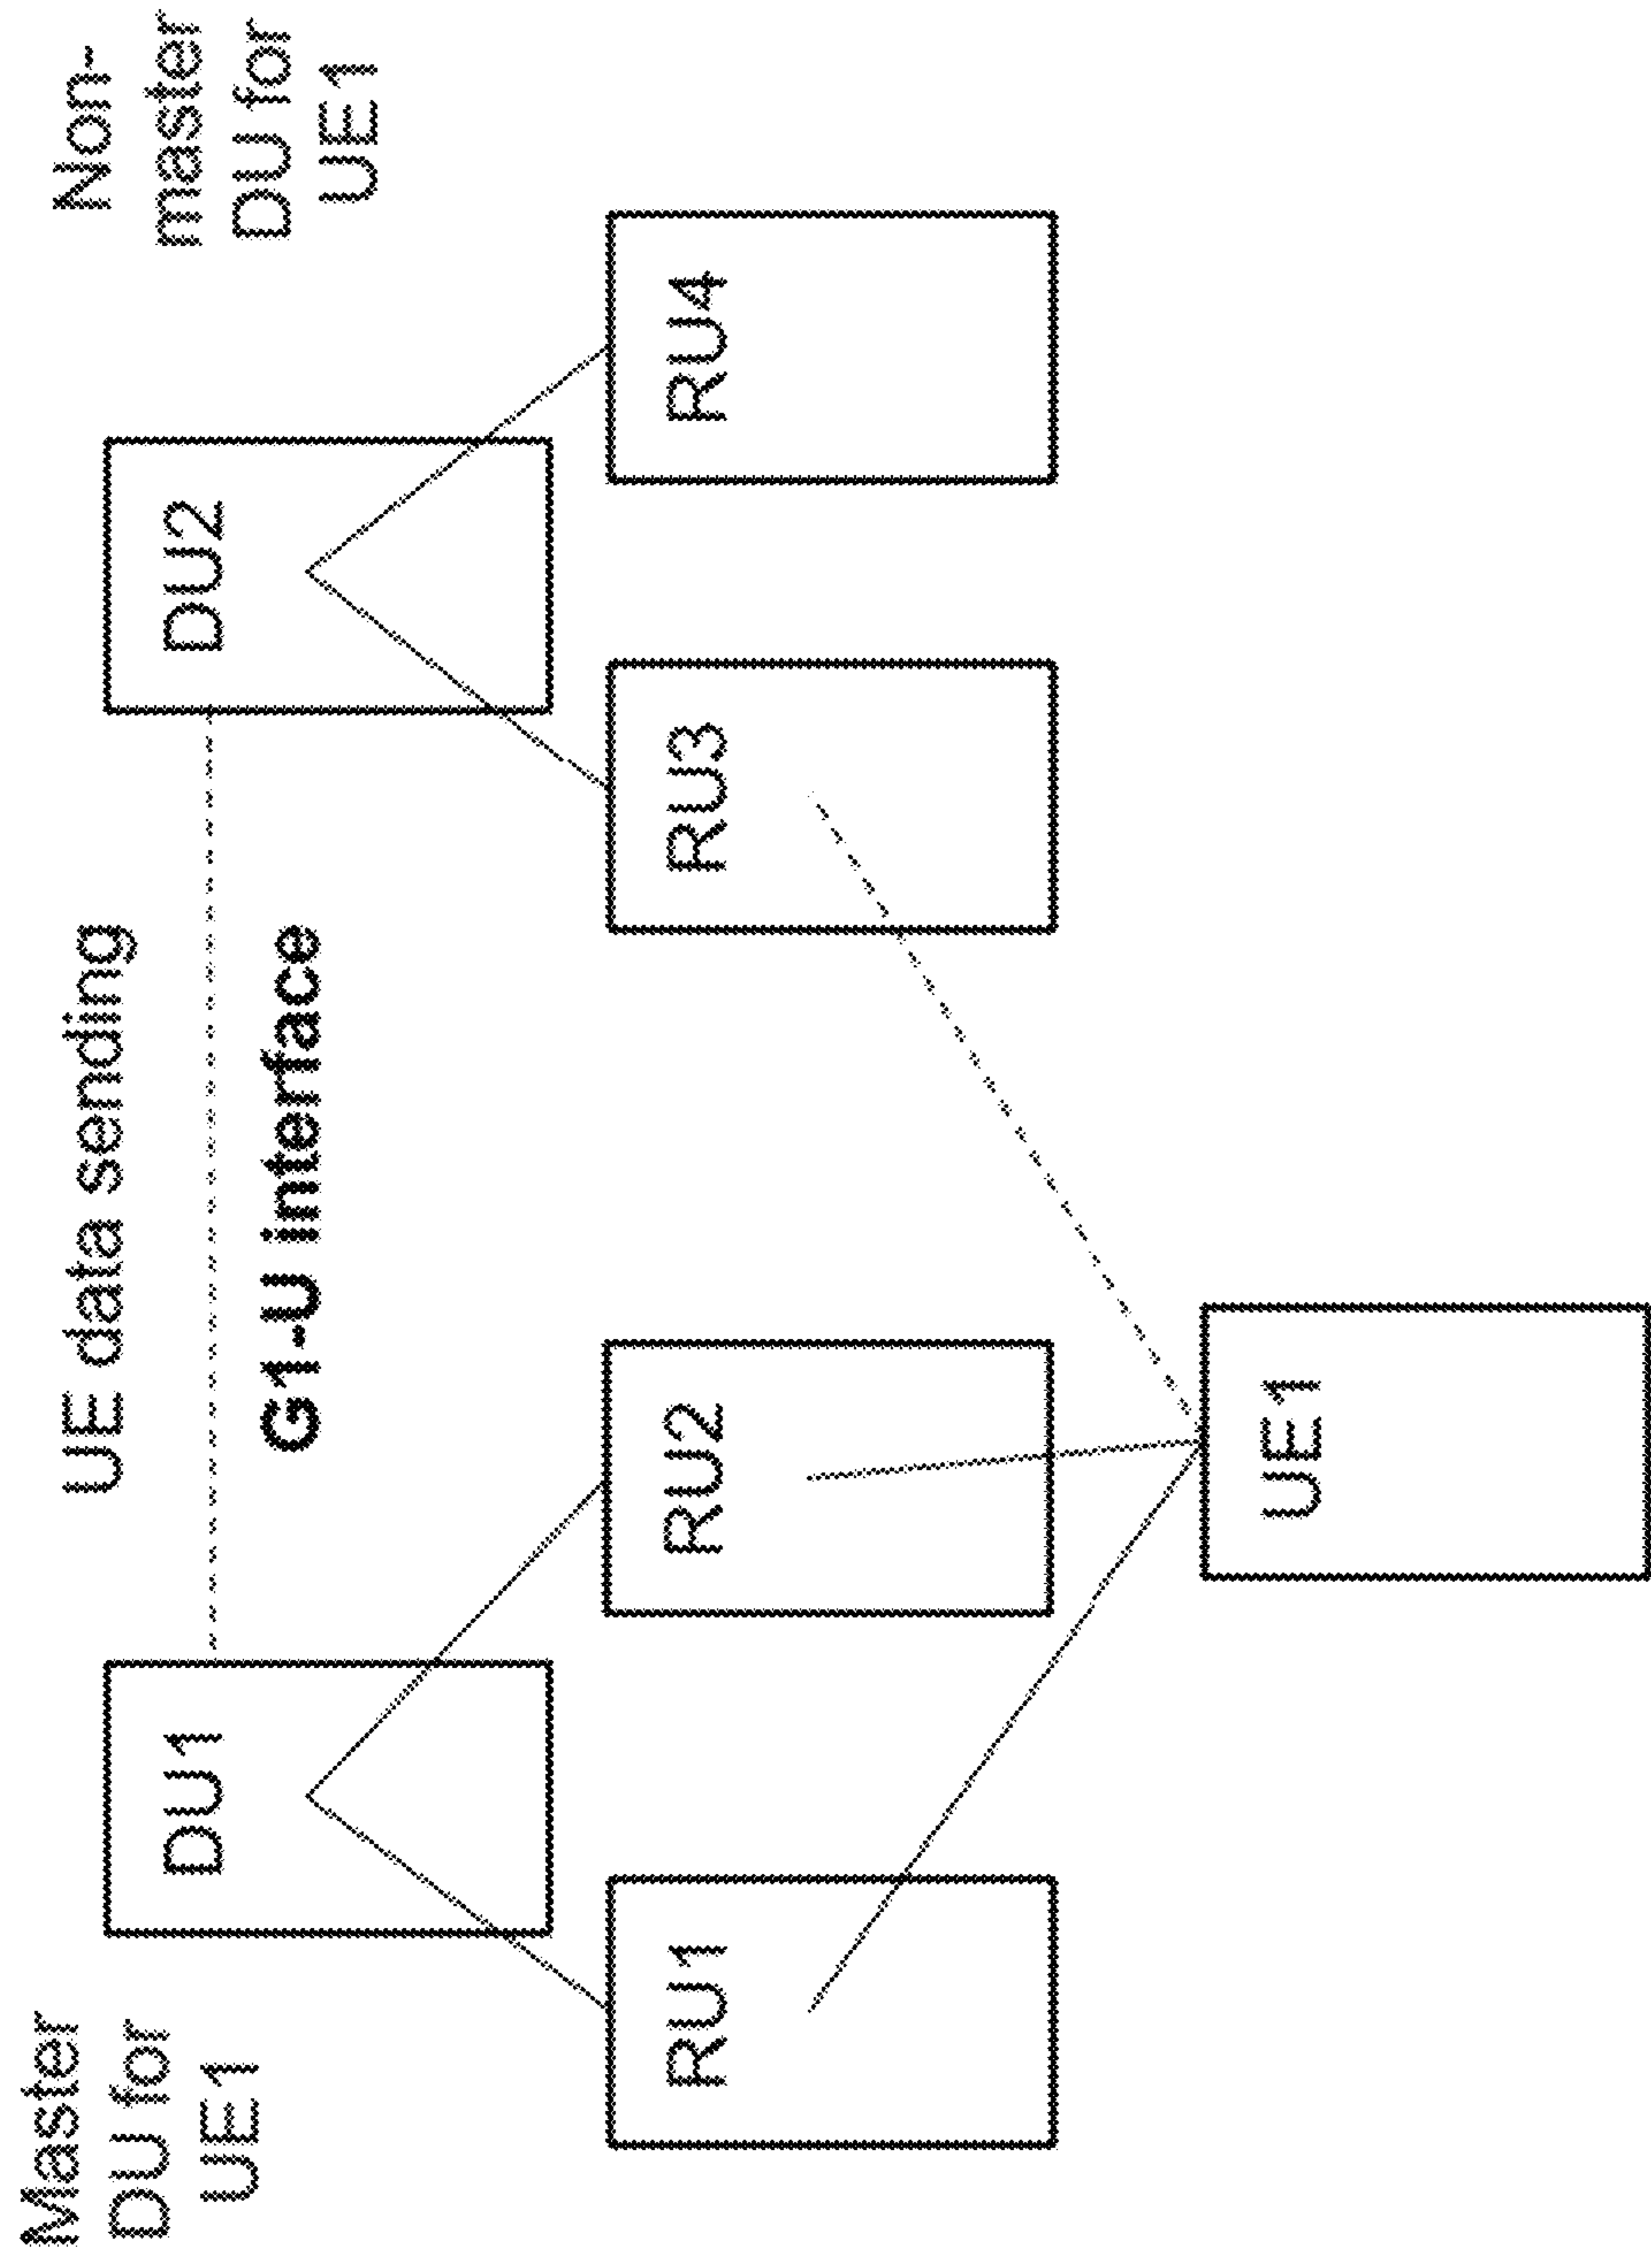 Master
DU for
UE1
UE data sending
G1-U interface
Non-
master
DU for
UE1
DU1
DU2
RU1
RU2
RU3
RU4
UE1